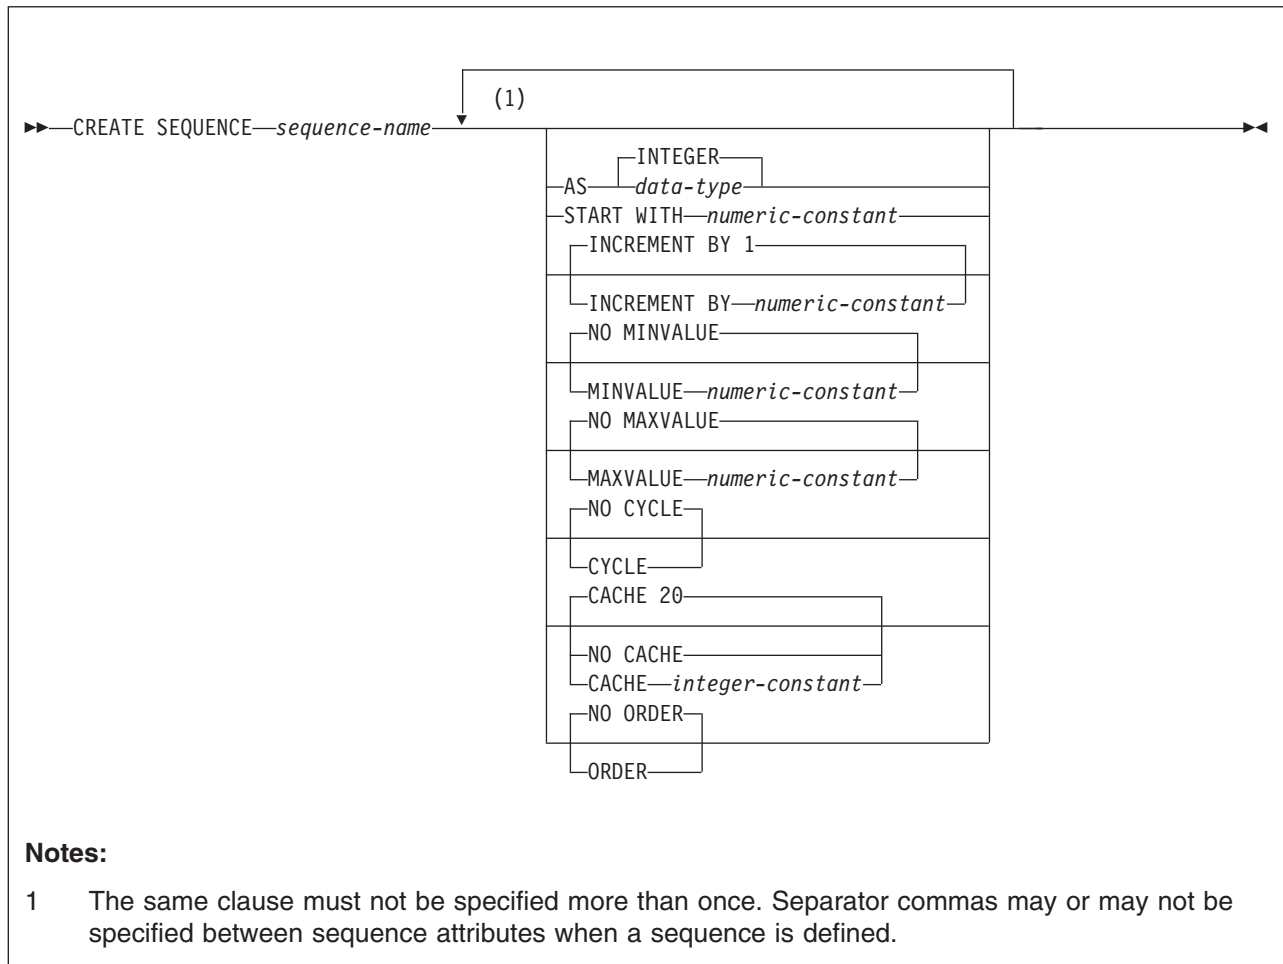 (1)
CREATE SEQUENCE sequence-name
INTEGER
AS data-type
START WITH numeric-constant
INCREMENT BY 1
INCREMENT BY numeric-constant
NO MINVALUE
MINVALUE numeric-constant
NO MAXVALUE
MAXVALUE numeric-constant
NO CYCLE
CYCLE
CACHE 20
NO CACHE
CACHE integer-constant
NO ORDER
ORDER
Notes:
1 The same clause must not be specified more than once. Separator commas may or may not be
specified between sequence attributes when a sequence is defined.